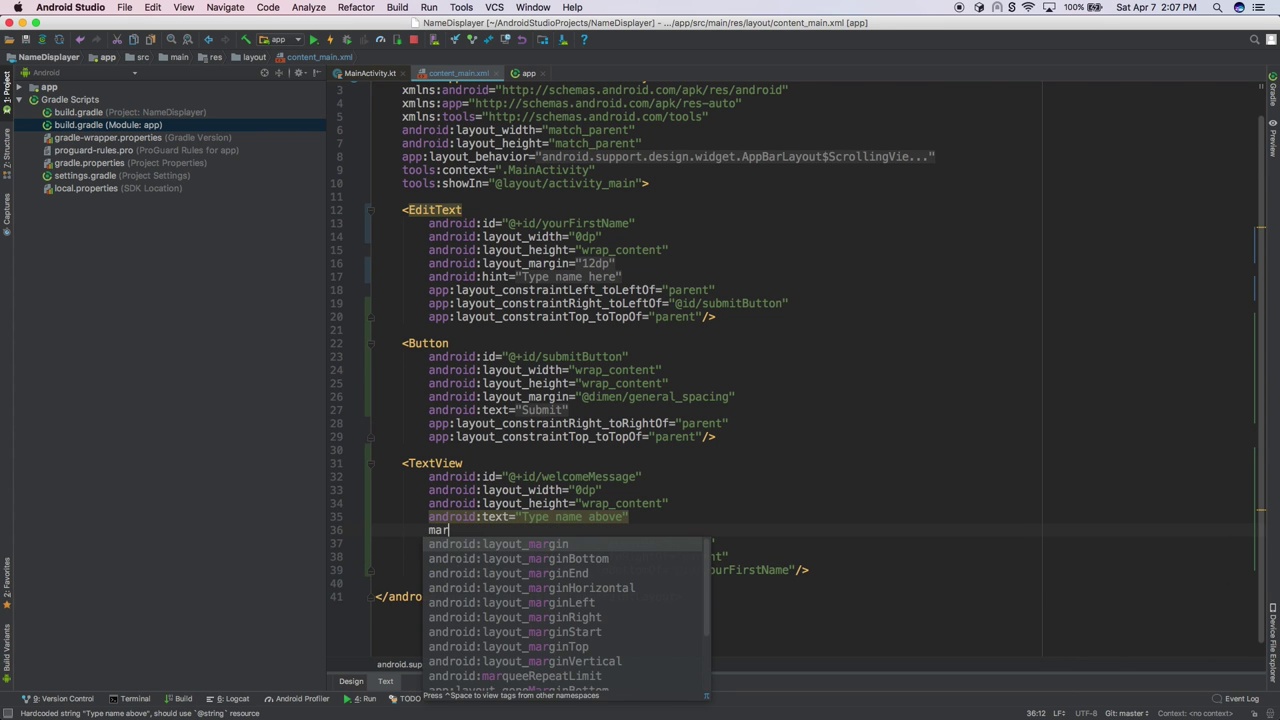 Android Studio File Edit View Navigate Code Analyze Refactor Build Run Tools VCS Window Help 100% Sat 2:07 PM
NameDisplayer [~/AndroidStudioProjects/NameDisplayer] - .../app/src/main/res/layout/content_main.xml [app]
app
NameDisplayer app src main res layout content_main.xml
Android
MainActivity.kt content_main.xml app
app
Gradle Scripts
build.gradle (Project: NameDisplayer)
build.gradle (Module: app)
gradle-wrapper.properties (Gradle Version)
proguard-rules.pro (ProGuard Rules for app)
gradle.properties (Project Properties)
settings.gradle (Project Settings)
local.properties (SDK Location)
1: Project
7: Structure
Captures
2: Favorites
Build Variants
3 xmlns:android="http://schemas.android.com/apk/res/android"
4 xmlns:app="http://schemas.android.com/apk/res-auto"
5 xmlns:tools="http://schemas.android.com/tools"
6 android:layout_width="match_parent"
7 android:layout_height="match_parent"
8 app:layout_behavior="android.support.design.widget.AppBarLayout$ScrollingVie..."
9 tools:context=".MainActivity"
10 tools:showIn="@layout/activity_main">
11
12 <EditText
13 android:id="@+id/yourFirstName"
14 android:layout_width="0dp"
15 android:layout_height="wrap_content"
16 android:layout_margin="12dp"
17 android:hint="Type name here"
18 app:layout_constraintLeft_toLeftOf="parent"
19 app:layout_constraintRight_toLeftOf="@id/submitButton"
20 app:layout_constraintTop_toTopOf="parent"/>
21
22 <Button
23 android:id="@+id/submitButton"
24 android:layout_width="wrap_content"
25 android:layout_height="wrap_content"
26 android:layout_margin="@dimen/general_spacing"
27 android:text="Submit"
28 app:layout_constraintRight_toRightOf="parent"
29 app:layout_constraintTop_toTopOf="parent"/>
30
31 <TextView
32 android:id="@+id/welcomeMessage"
33 android:layout_width="0dp"
34 android:layout_height="wrap_content"
35 android:text="Type name above"
36 mar
37 "
38 nt"
39 yourFirstName"/>
40
41 </andro
android:layout_margin
android:layout_marginBottom
android:layout_marginEnd
android:layout_marginHorizontal
android:layout_marginLeft
android:layout_marginRight
android:layout_marginStart
android:layout_marginTop
android:layout_marginVertical
android:marqueeRepeatLimit
app:layout_goneMarginBottom
Press ^Space to view tags from other namespaces π
android.sup
Design Text
Gradle
Device File Explorer
9: Version Control Terminal Build 6: Logcat Android Profiler 4: Run TODO Event Log
Hardcoded string "Type name above", should use `@string` resource 36:12 LF÷ UTF-8÷ Git: master÷ Context: <no context>